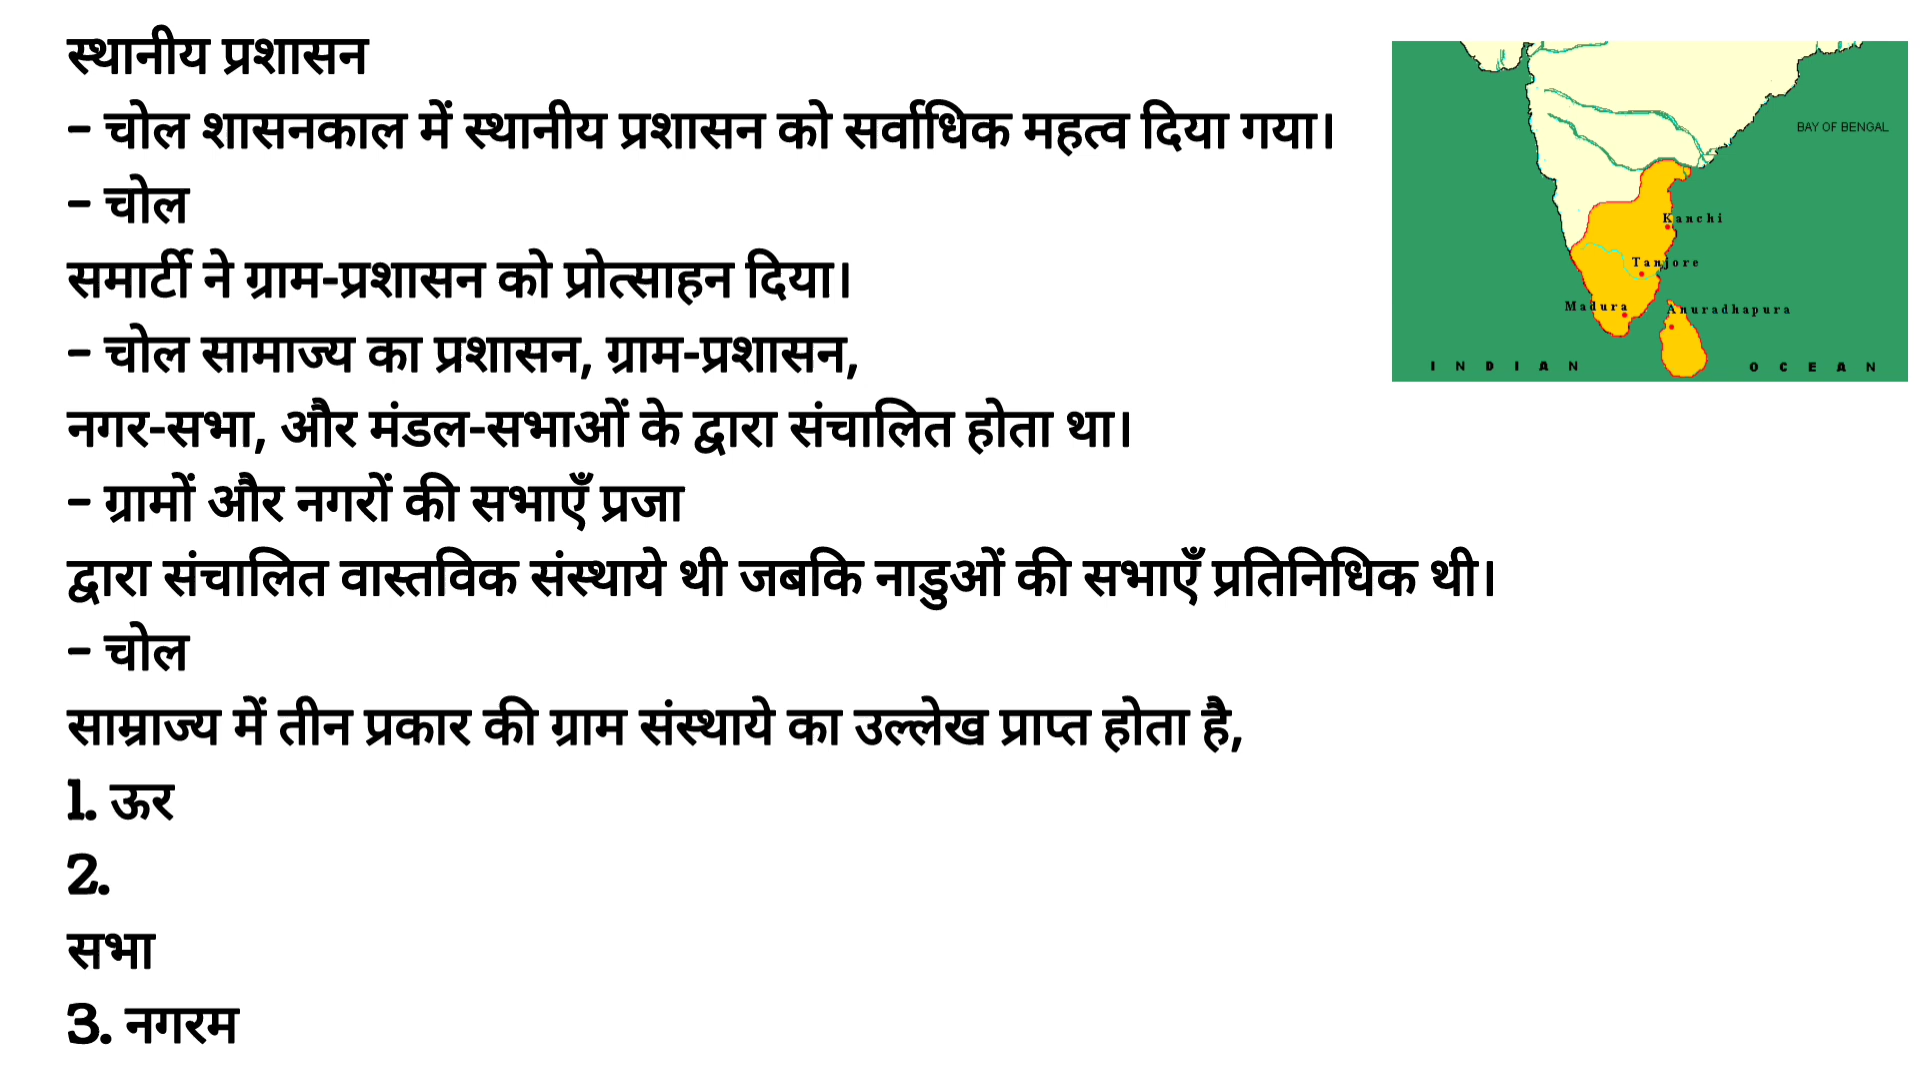 स्थानीय प्रशासन
- चोल शासनकाल में स्थानीय प्रशासन को सर्वाधिक महत्व दिया गया।
- चोल
समार्टी ने ग्राम-प्रशासन को प्रोत्साहन दिया।
- चोल सामाज्य का प्रशासन, ग्राम-प्रशासन,
नगर-सभा, और मंडल-सभाओं के द्वारा संचालित होता था।
- ग्रामों और नगरों की सभाएँ प्रजा
द्वारा संचालित वास्तविक संस्थाये थी जबकि नाडुओं की सभाएँ प्रतिनिधिक थी।
- चोल
साम्राज्य में तीन प्रकार की ग्राम संस्थाये का उल्लेख प्राप्त होता है,
1. ऊर
2.
सभा
3. नगरम
BAY OF BENGAL
Kanchi
Tanjore
Madura
Anuradhapura
INDIAN OCEAN